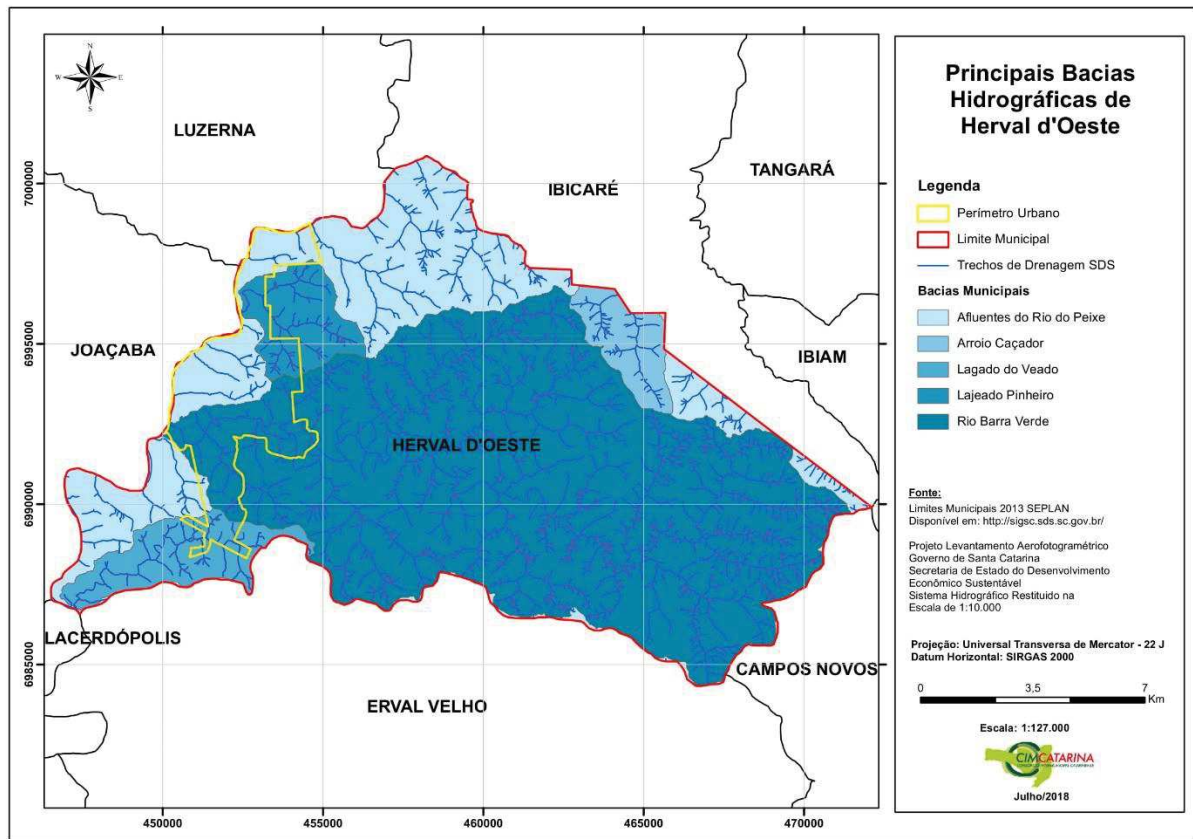 N
W
E
S
LUZERNA
IBICARÉ
TANGARÁ
JOAÇABA
IBIAM
HERVAL D'OESTE
LACERDÓPOLIS
CAMPOS NOVOS
ERVAL VELHO
7000000
6995000
6990000
6985000
450000
455000
460000
465000
470000
Principais Bacias
Hidrográficas de
Herval d'Oeste
Legenda
Perímetro Urbano
Limite Municipal
Trechos de Drenagem SDS
Bacias Municipais
Afluentes do Rio do Peixe
Arroio Caçador
Lagado do Veado
Lajeado Pinheiro
Rio Barra Verde
Fonte:
Limites Municipais 2013 SEPLAN
Disponível em: http://sigsc.sds.sc.gov.br/
Projeto Levantamento Aerofotogramétrico
Governo de Santa Catarina
Secretaria de Estado do Desenvolvimento
Econômico Sustentável
Sistema Hidrográfico Restituido na
Escala de 1:10.000
Projeção: Universal Transversa de Mercator - 22 J
Datum Horizontal: SIRGAS 2000
0 3,5 7
Km
Escala: 1:127.000
CIMCATARINA
Julho/2018